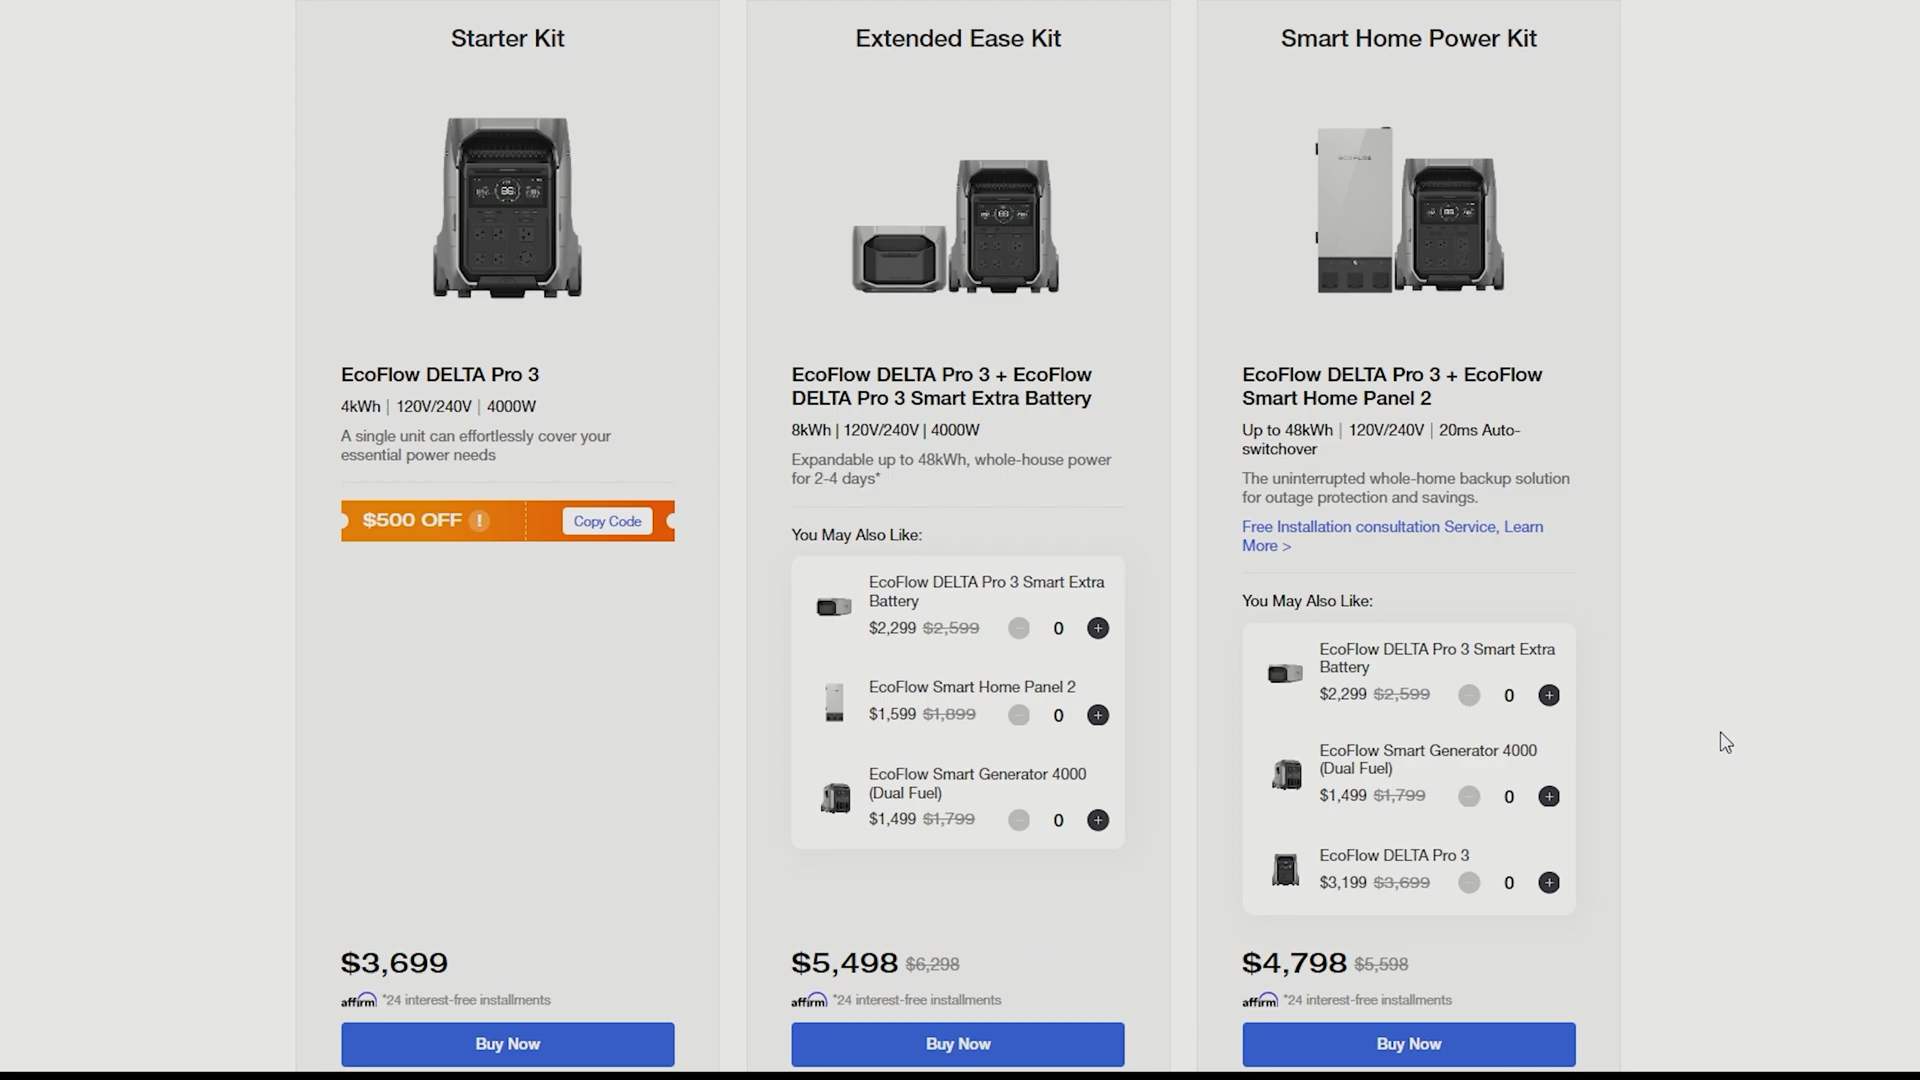 Starter Kit
EcoFlow DELTA Pro 3
4kWh | 120V/240V | 4000W
A single unit can effortlessly cover your
essential power needs
$500 OFF !
Copy Code
$3,699
affirm *24 interest-free installments
Buy Now
Extended Ease Kit
EcoFlow DELTA Pro 3 + EcoFlow
DELTA Pro 3 Smart Extra Battery
8kWh | 120V/240V | 4000W
Expandable up to 48kWh, whole-house power
for 2-4 days*
You May Also Like:
EcoFlow DELTA Pro 3 Smart Extra
Battery
$2,299 $2,599 − 0 +
EcoFlow Smart Home Panel 2
$1,599 $1,899 − 0 +
EcoFlow Smart Generator 4000
(Dual Fuel)
$1,499 $1,799 − 0 +
$5,498 $6,298
affirm *24 interest-free installments
Buy Now
Smart Home Power Kit
ECOFLOW
EcoFlow DELTA Pro 3 + EcoFlow
Smart Home Panel 2
Up to 48kWh | 120V/240V | 20ms Auto-
switchover
The uninterrupted whole-home backup solution
for outage protection and savings.
Free Installation consultation Service, Learn
More >
You May Also Like:
EcoFlow DELTA Pro 3 Smart Extra
Battery
$2,299 $2,599 − 0 +
EcoFlow Smart Generator 4000
(Dual Fuel)
$1,499 $1,799 − 0 +
EcoFlow DELTA Pro 3
$3,199 $3,699 − 0 +
$4,798 $5,598
affirm *24 interest-free installments
Buy Now